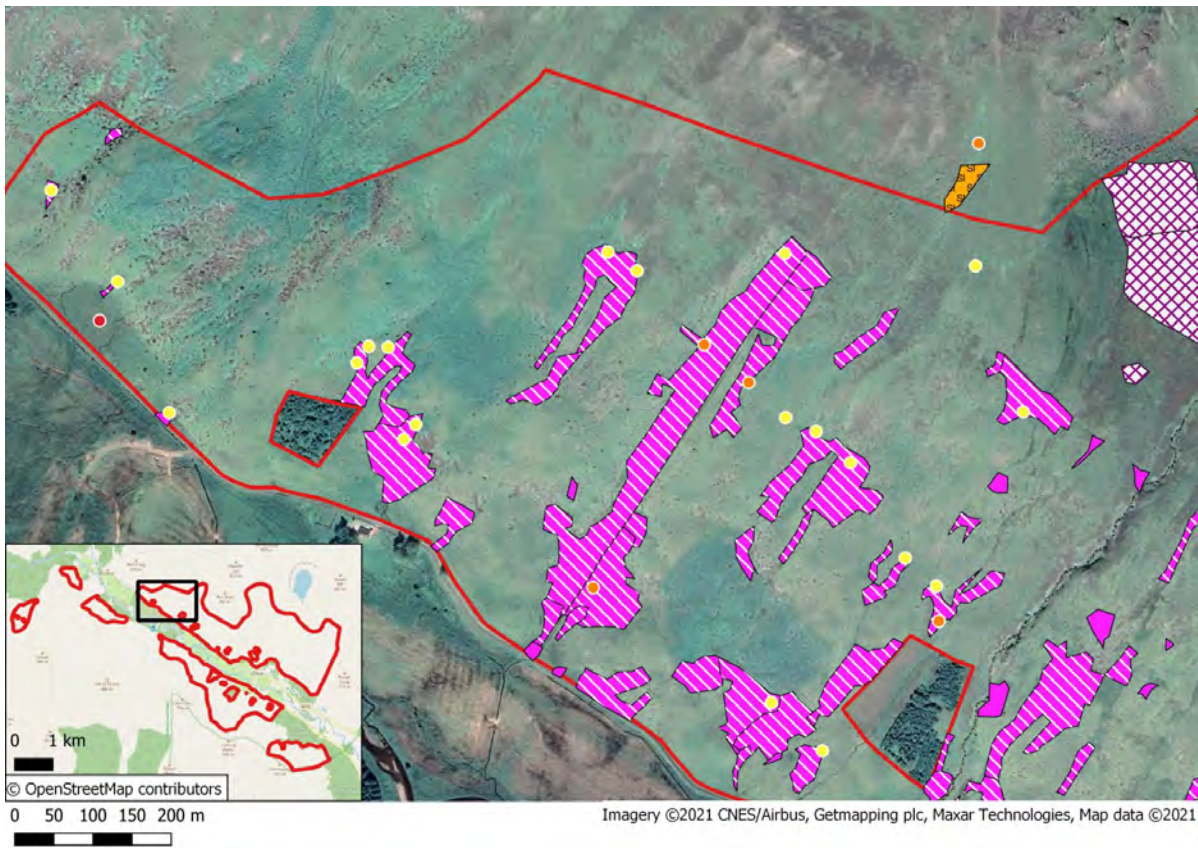 0 1 km
© OpenStreetMap contributors
0 50 100 150 200 m
Imagery ©2021 CNES/Airbus, Getmapping plc, Maxar Technologies, Map data ©2021